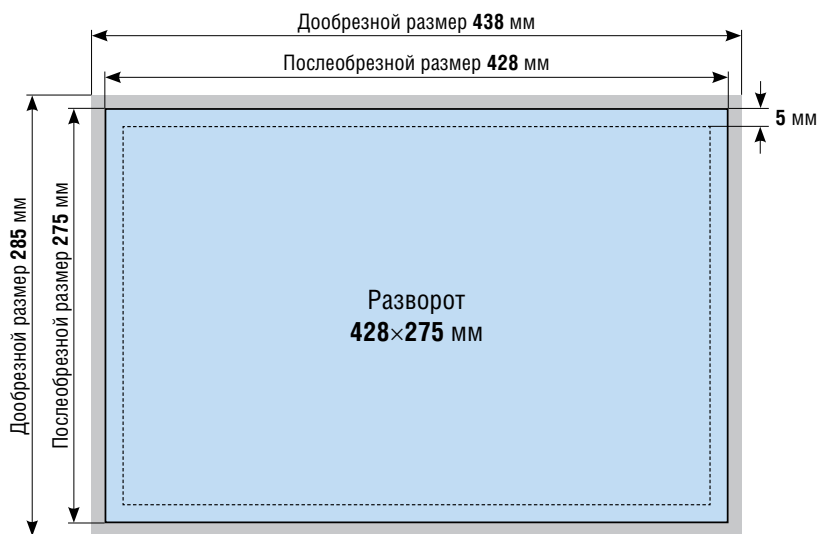 Дообрезной размер 438 мм
Послеобрезной размер 428 мм
5 мм
Дообрезной размер 285 мм
Послеобрезной размер 275 мм
Разворот
428×275 мм